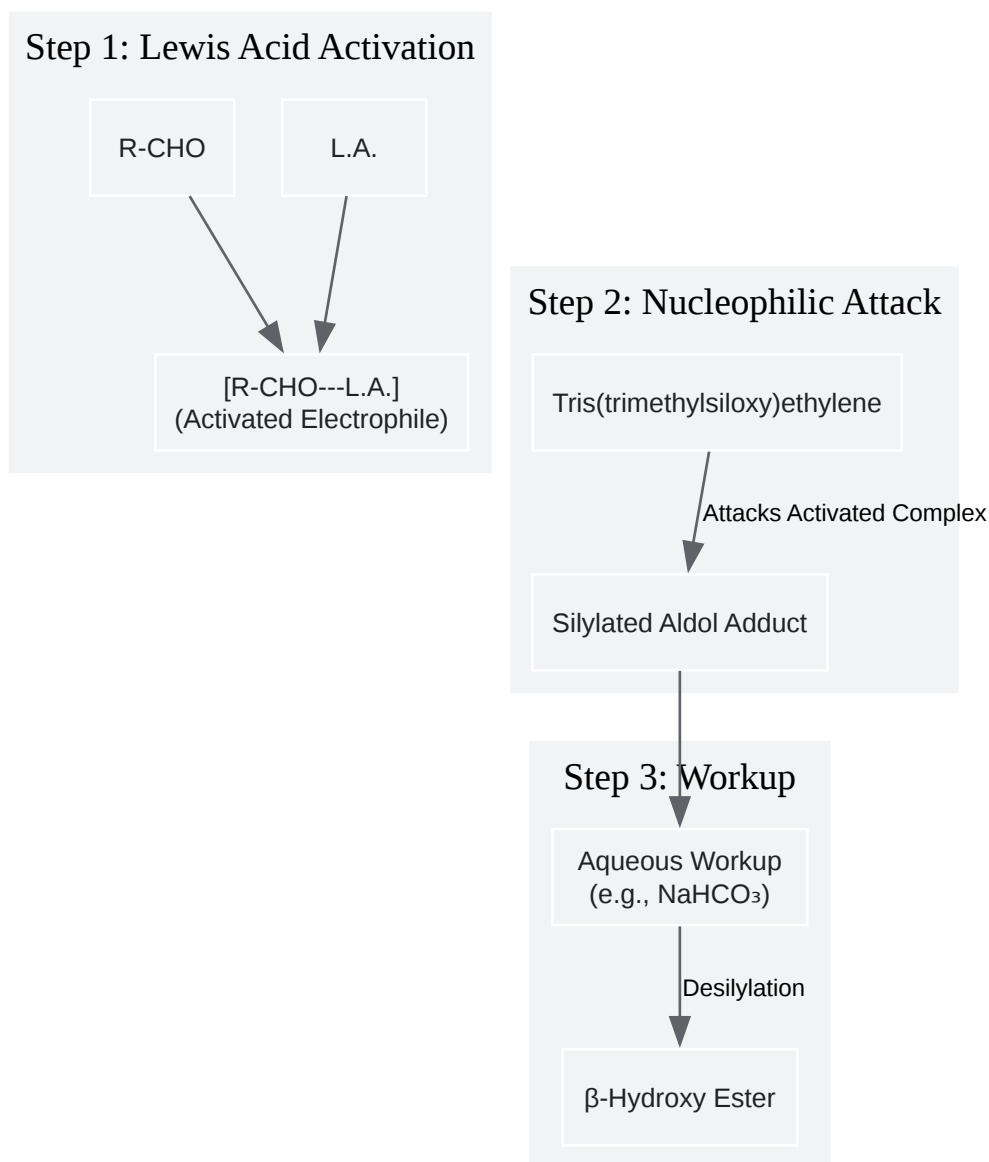 Step 1: Lewis Acid Activation
R-CHO
L.A.
[R-CHO---L.A.]
(Activated Electrophile)
Step 2: Nucleophilic Attack
Tris(trimethylsiloxy)ethylene
Attacks Activated Complex
Silylated Aldol Adduct
Step 3: Workup
Aqueous Workup
(e.g., NaHCO₃)
Desilylation
β-Hydroxy Ester